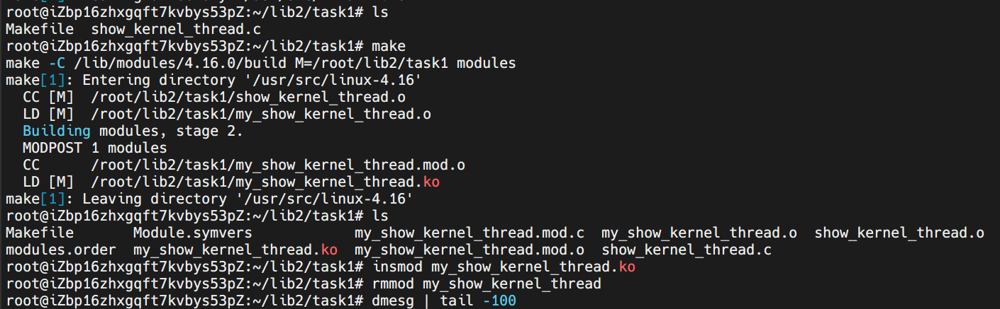 root@iZbp16zhxgqft7kvbys53pZ:~/lib2/task1# ls
Makefile  show_kernel_thread.c
root@iZbp16zhxgqft7kvbys53pZ:~/lib2/task1# make
make -C /lib/modules/4.16.0/build M=/root/lib2/task1 modules
make[1]: Entering directory '/usr/src/linux-4.16'
  CC [M]  /root/lib2/task1/show_kernel_thread.o
  LD [M]  /root/lib2/task1/my_show_kernel_thread.o
  Building modules, stage 2.
  MODPOST 1 modules
  CC      /root/lib2/task1/my_show_kernel_thread.mod.o
  LD [M]  /root/lib2/task1/my_show_kernel_thread.ko
make[1]: Leaving directory '/usr/src/linux-4.16'
root@iZbp16zhxgqft7kvbys53pZ:~/lib2/task1# ls
Makefile       Module.symvers            my_show_kernel_thread.mod.c  my_show_kernel_thread.o  show_kernel_thread.o
modules.order  my_show_kernel_thread.ko  my_show_kernel_thread.mod.o  show_kernel_thread.c
root@iZbp16zhxgqft7kvbys53pZ:~/lib2/task1# insmod my_show_kernel_thread.ko
root@iZbp16zhxgqft7kvbys53pZ:~/lib2/task1# rmmod my_show_kernel_thread
root@iZbp16zhxgqft7kvbys53pZ:~/lib2/task1# dmesg | tail -100